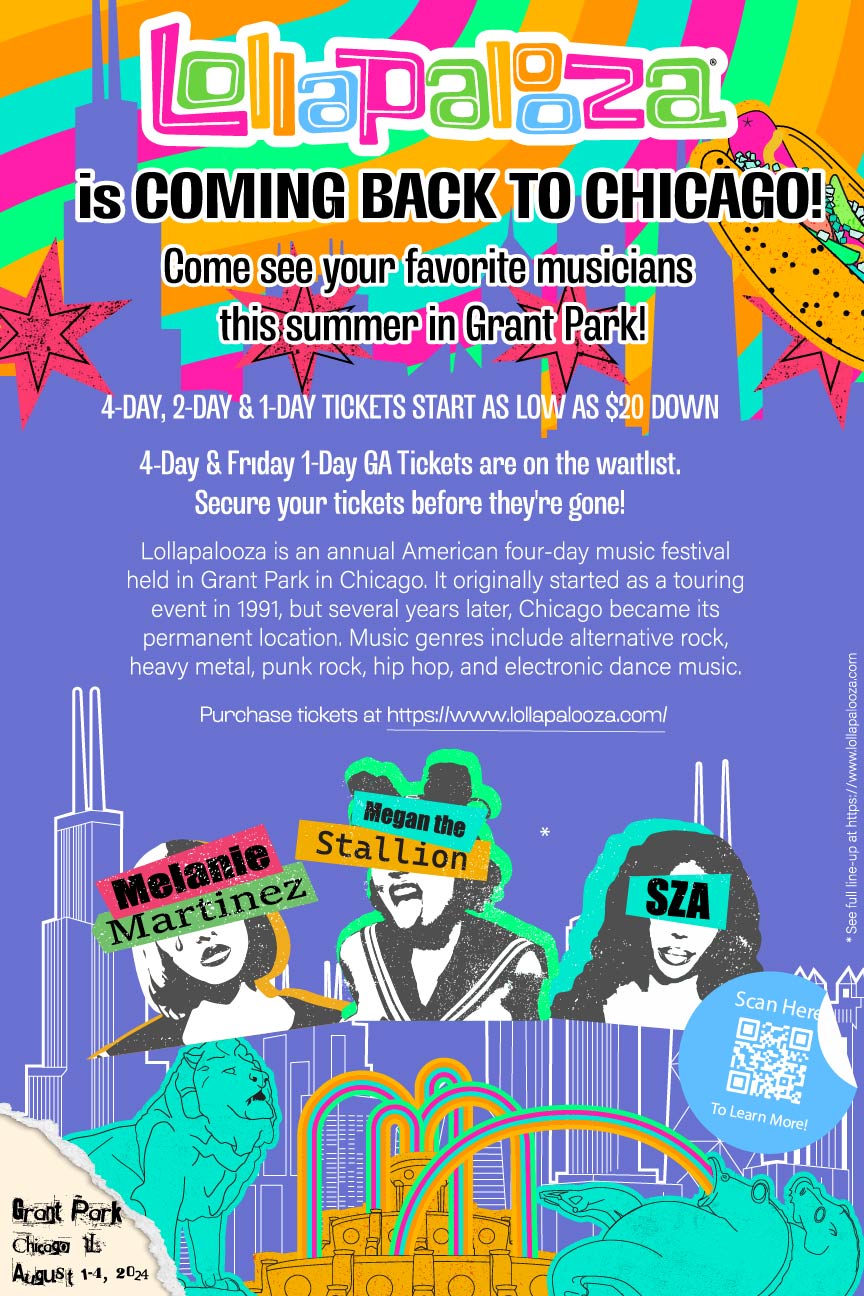 Lollapalooza®
is COMING BACK TO CHICAGO!
Come see your favorite musicians
this summer in Grant Park!
4-DAY, 2-DAY & 1-DAY TICKETS START AS LOW AS $20 DOWN
4-Day & Friday 1-Day GA Tickets are on the waitlist.
Secure your tickets before they're gone!
Lollapalooza is an annual American four-day music festival
held in Grant Park in Chicago. It originally started as a touring
event in 1991, but several years later, Chicago became its
permanent location. Music genres include alternative rock,
heavy metal, punk rock, hip hop, and electronic dance music.
Purchase tickets at https://www.lollapalooza.com/
* See full line-up at https://www.lollapalooza.com
Melanie
Martinez
Megan the
Stallion
*
SZA
Scan Here
To Learn More!
Grant Park
Chicago IL
August 1-4, 2024